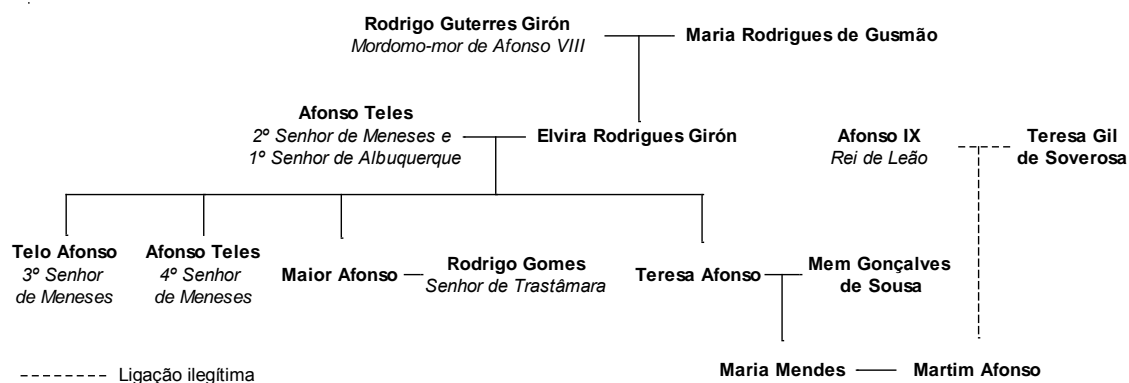 Rodrigo Guterres Girón
Mordomo-mor de Afonso VIII
Maria Rodrigues de Gusmão
Afonso Teles
2º Senhor de Meneses e
1º Senhor de Albuquerque
Elvira Rodrigues Girón
Afonso IX
Rei de Leão
Teresa Gil
de Soverosa
Telo Afonso
3º Senhor
de Meneses
Afonso Teles
4º Senhor
de Meneses
Maior Afonso
Rodrigo Gomes
Senhor de Trastâmara
Teresa Afonso
Mem Gonçalves
de Sousa
Maria Mendes
Martim Afonso
Ligação ilegítima